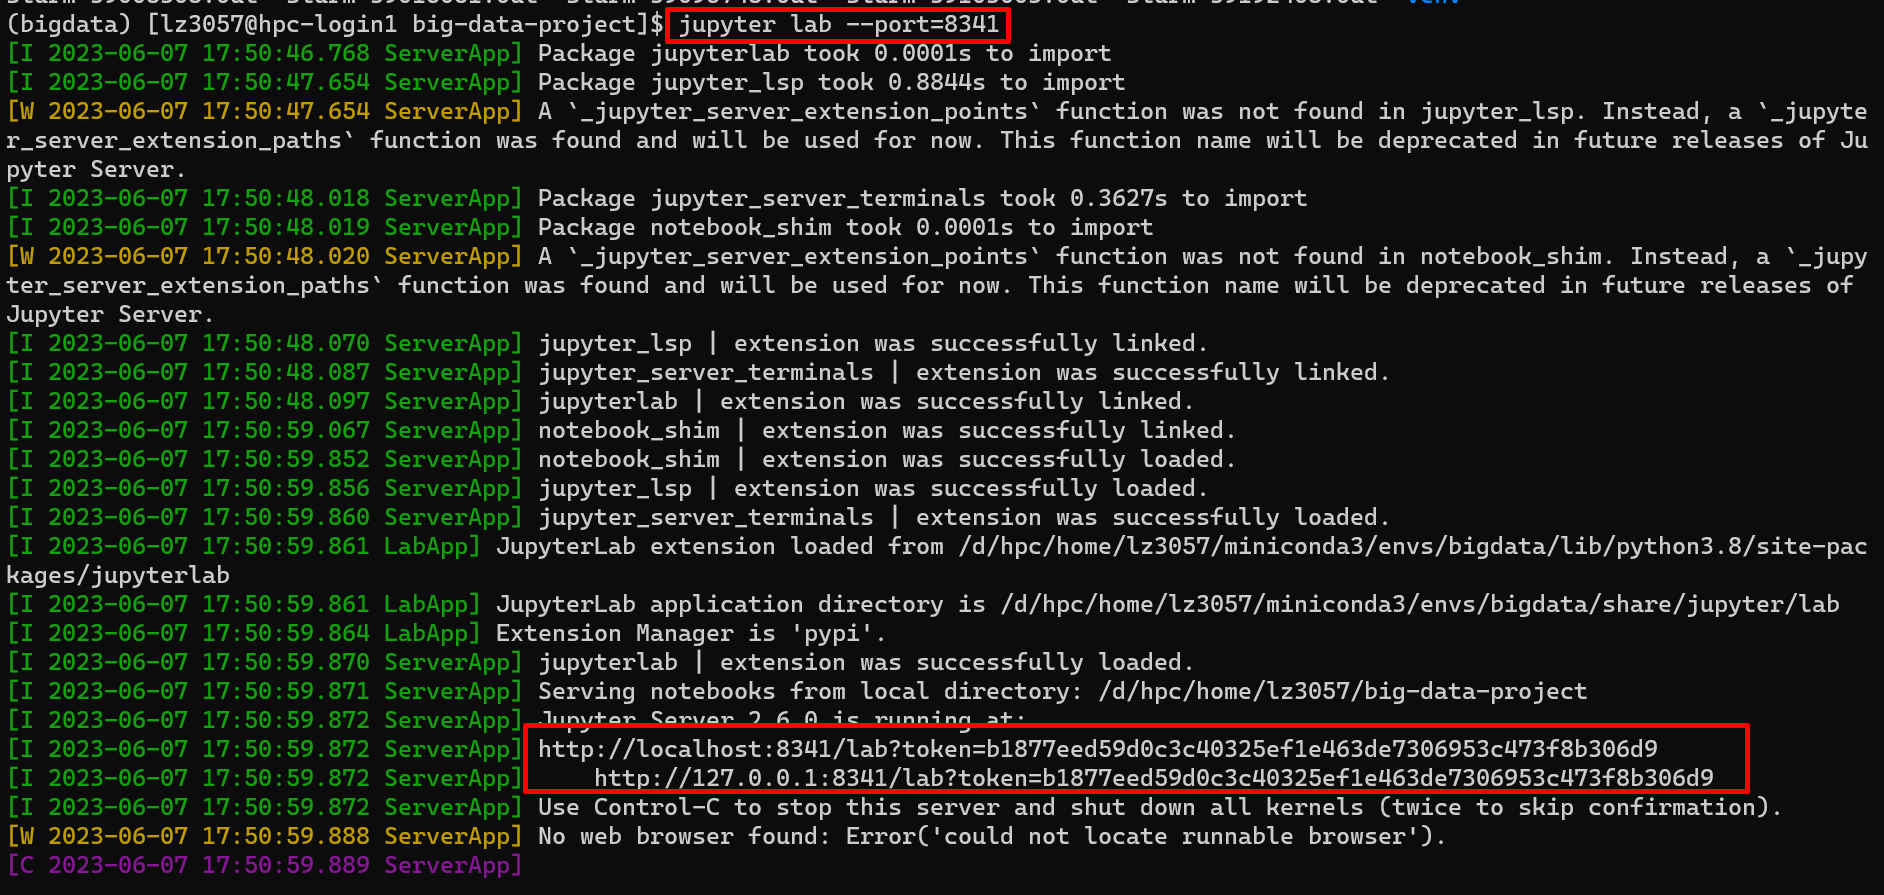 (bigdata) [lz3057@hpc-login1 big-data-project]$ jupyter lab --port=8341
[I 2023-06-07 17:50:46.768 ServerApp] Package jupyterlab took 0.0001s to import
[I 2023-06-07 17:50:47.654 ServerApp] Package jupyter_lsp took 0.8844s to import
[W 2023-06-07 17:50:47.654 ServerApp] A `_jupyter_server_extension_points` function was not found in jupyter_lsp. Instead, a `_jupyte
r_server_extension_paths` function was found and will be used for now. This function name will be deprecated in future releases of Ju
pyter Server.
[I 2023-06-07 17:50:48.018 ServerApp] Package jupyter_server_terminals took 0.3627s to import
[I 2023-06-07 17:50:48.019 ServerApp] Package notebook_shim took 0.0001s to import
[W 2023-06-07 17:50:48.020 ServerApp] A `_jupyter_server_extension_points` function was not found in notebook_shim. Instead, a `_jupy
ter_server_extension_paths` function was found and will be used for now. This function name will be deprecated in future releases of
Jupyter Server.
[I 2023-06-07 17:50:48.070 ServerApp] jupyter_lsp | extension was successfully linked.
[I 2023-06-07 17:50:48.087 ServerApp] jupyter_server_terminals | extension was successfully linked.
[I 2023-06-07 17:50:48.097 ServerApp] jupyterlab | extension was successfully linked.
[I 2023-06-07 17:50:59.067 ServerApp] notebook_shim | extension was successfully linked.
[I 2023-06-07 17:50:59.852 ServerApp] notebook_shim | extension was successfully loaded.
[I 2023-06-07 17:50:59.856 ServerApp] jupyter_lsp | extension was successfully loaded.
[I 2023-06-07 17:50:59.860 ServerApp] jupyter_server_terminals | extension was successfully loaded.
[I 2023-06-07 17:50:59.861 LabApp] JupyterLab extension loaded from /d/hpc/home/lz3057/miniconda3/envs/bigdata/lib/python3.8/site-pac
kages/jupyterlab
[I 2023-06-07 17:50:59.861 LabApp] JupyterLab application directory is /d/hpc/home/lz3057/miniconda3/envs/bigdata/share/jupyter/lab
[I 2023-06-07 17:50:59.864 LabApp] Extension Manager is 'pypi'.
[I 2023-06-07 17:50:59.870 ServerApp] jupyterlab | extension was successfully loaded.
[I 2023-06-07 17:50:59.871 ServerApp] Serving notebooks from local directory: /d/hpc/home/lz3057/big-data-project
[I 2023-06-07 17:50:59.872 ServerApp] Jupyter Server 2.6.0 is running at:
[I 2023-06-07 17:50:59.872 ServerApp] http://localhost:8341/lab?token=b1877eed59d0c3c40325ef1e463de7306953c473f8b306d9
[I 2023-06-07 17:50:59.872 ServerApp]     http://127.0.0.1:8341/lab?token=b1877eed59d0c3c40325ef1e463de7306953c473f8b306d9
[I 2023-06-07 17:50:59.872 ServerApp] Use Control-C to stop this server and shut down all kernels (twice to skip confirmation).
[W 2023-06-07 17:50:59.888 ServerApp] No web browser found: Error('could not locate runnable browser').
[C 2023-06-07 17:50:59.889 ServerApp]